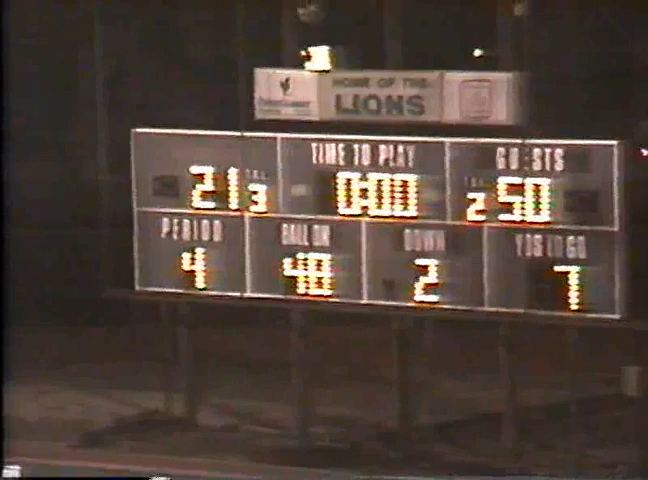 HOME OF THE
LIONS
TIME TO PLAY GUESTS
21 3 0:00 2 50
PERIOD BALL ON DOWN YDS TO GO
4 48 2 7